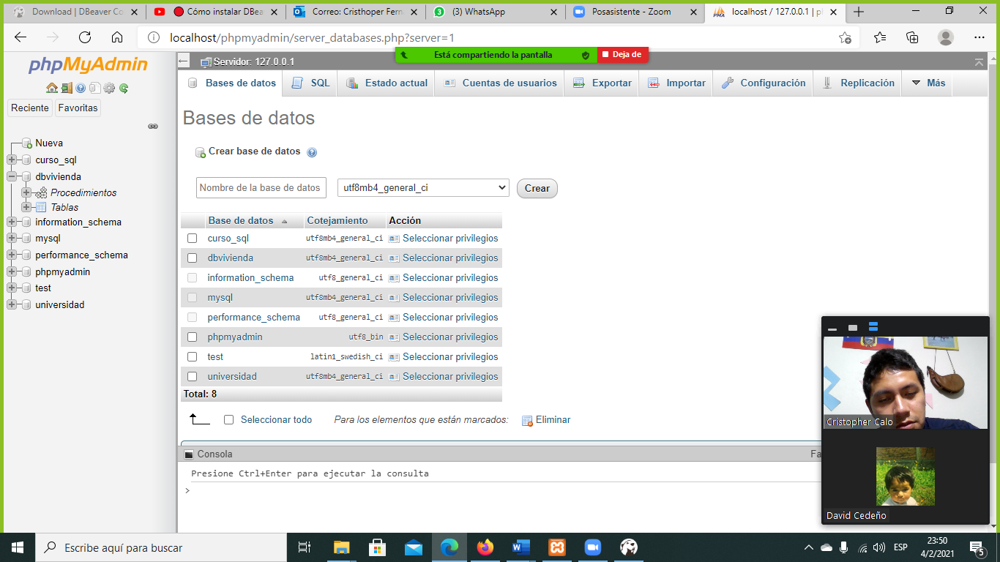 Download | DBeaver Co
Cómo instalar DBea
Correo: Cristhoper Fern
(3) WhatsApp
Posasistente - Zoom
localhost / 127.0.0.1 | p
localhost/phpmyadmin/server_databases.php?server=1
Está compartiendo la pantalla
Deja de
phpMyAdmin
Reciente
Favoritas
Nueva
curso_sql
dbvivienda
Procedimientos
Tablas
information_schema
mysql
performance_schema
phpmyadmin
test
universidad
Servidor: 127.0.0.1
Bases de datos
SQL
Estado actual
Cuentas de usuarios
Exportar
Importar
Configuración
Replicación
Más
Bases de datos
Crear base de datos
Nombre de la base de datos
utf8mb4_general_ci
Crear
Base de datos Cotejamiento Acción
curso_sql utf8mb4_general_ci Seleccionar privilegios
dbvivienda utf8mb4_general_ci Seleccionar privilegios
information_schema utf8_general_ci Seleccionar privilegios
mysql utf8mb4_general_ci Seleccionar privilegios
performance_schema utf8_general_ci Seleccionar privilegios
phpmyadmin utf8_bin Seleccionar privilegios
test latin1_swedish_ci Seleccionar privilegios
universidad utf8mb4_general_ci Seleccionar privilegios
Total: 8
Seleccionar todo
Para los elementos que están marcados:
Eliminar
Consola
Fa
Presione Ctrl+Enter para ejecutar la consulta
>
Cristopher Calo
David Cedeño
Escribe aquí para buscar
ESP
23:50
4/2/2021
5